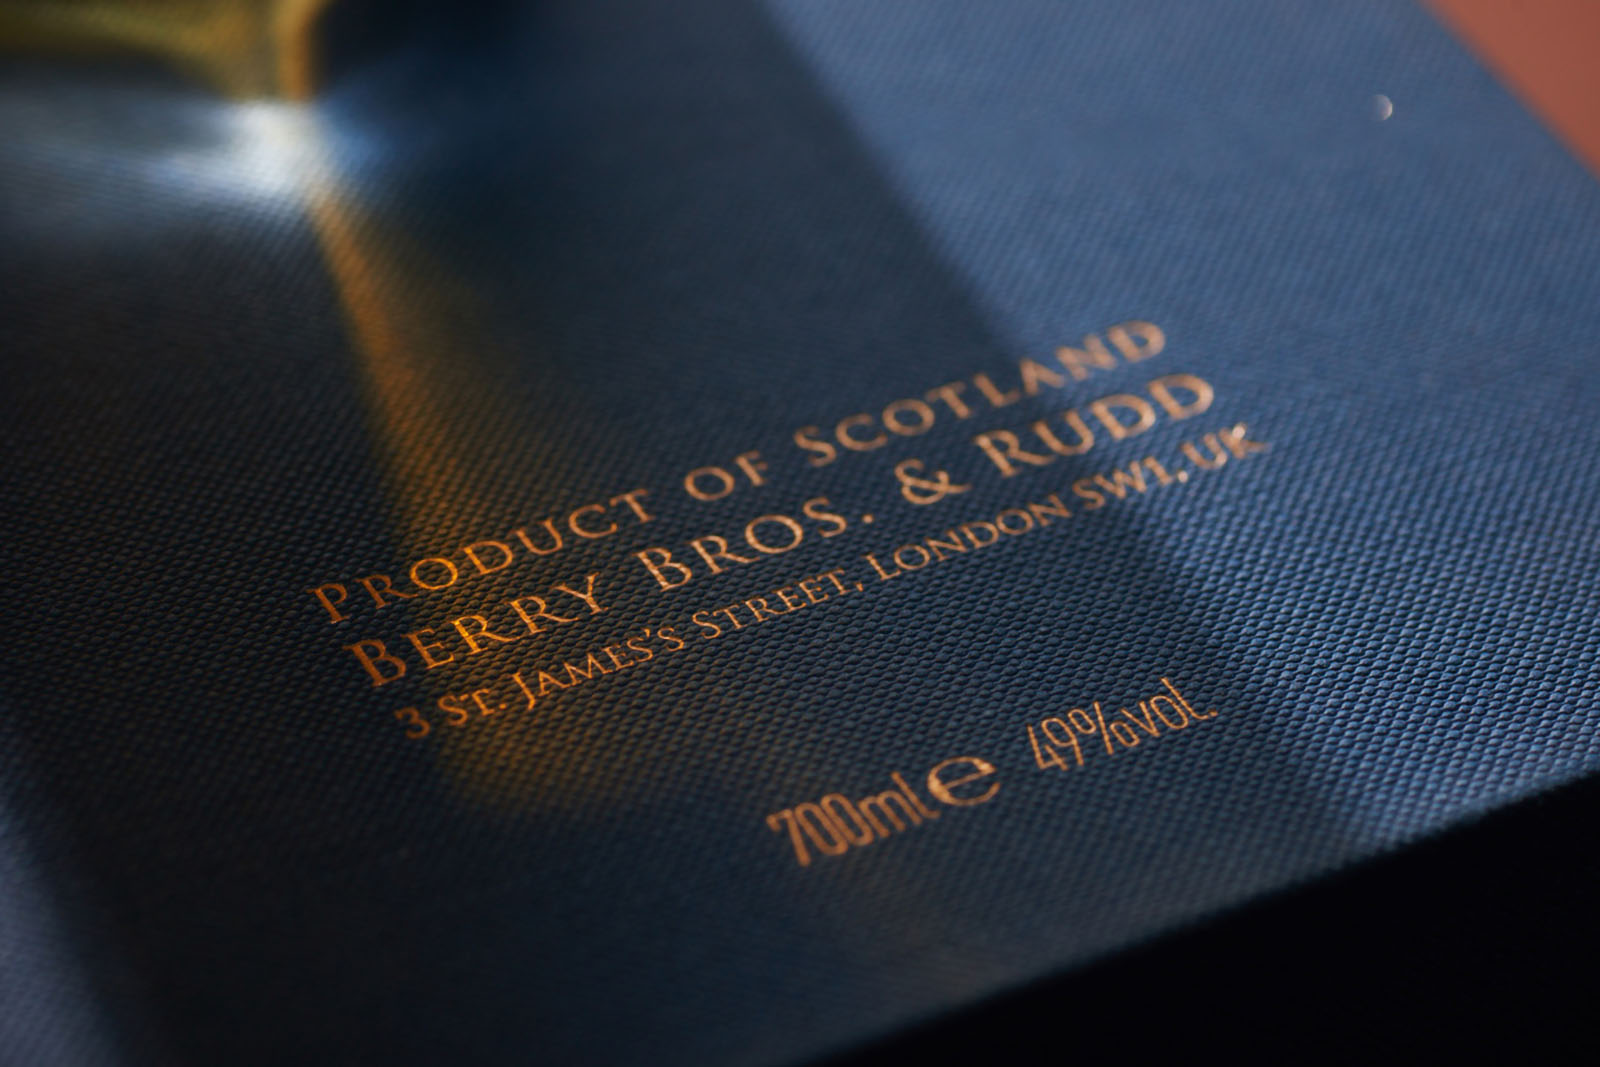 Product of Scotland
Berry Bros. & Rudd
3 St. James's Street, London SW1, UK
700ml e 49%vol.